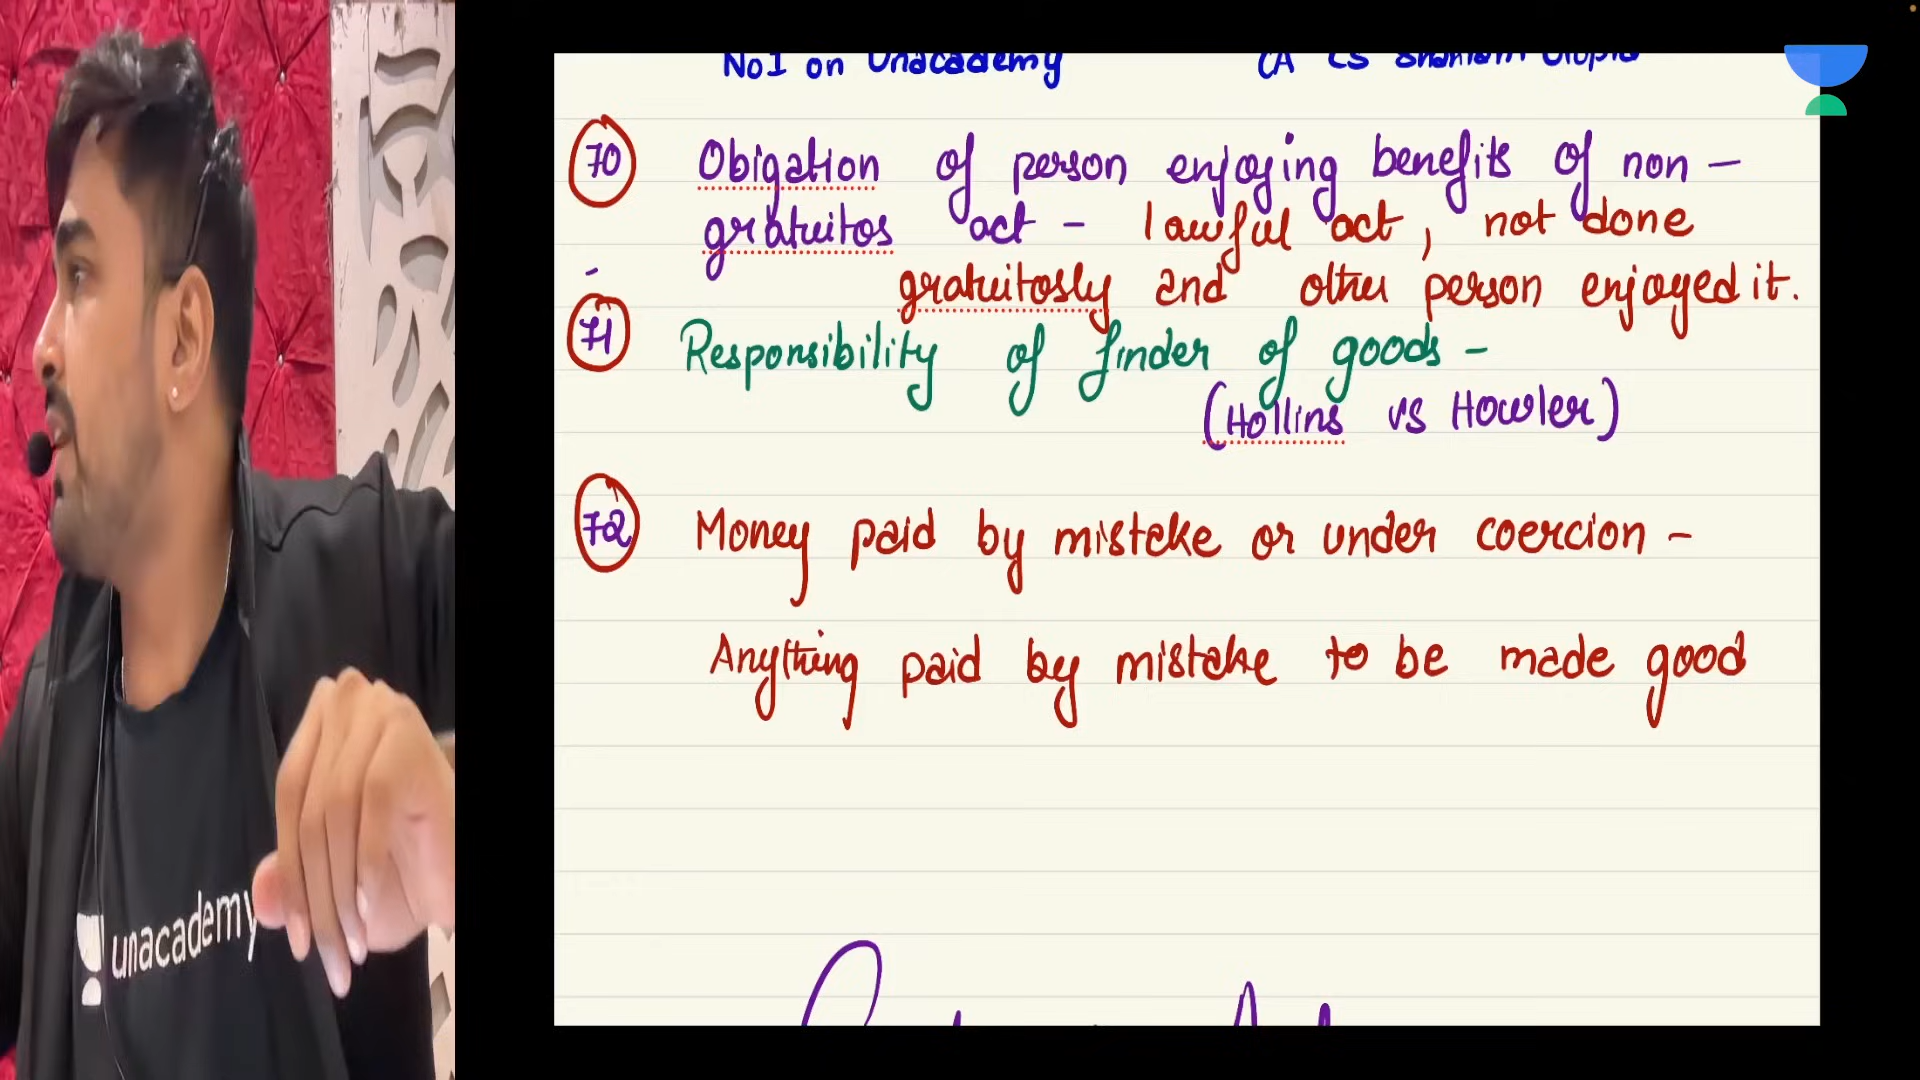 No1 on Unacademy CA CS
70 Obigation of person enjoying benefits of non -
gratuitos act - lawful act, not done
gratuitosly and other person enjoyed it.
71 Responsibility of finder of goods -
(Hollins vs Howler)
72 Money paid by mistake or under coercion -
Anything paid by mistake to be made good
unacademy